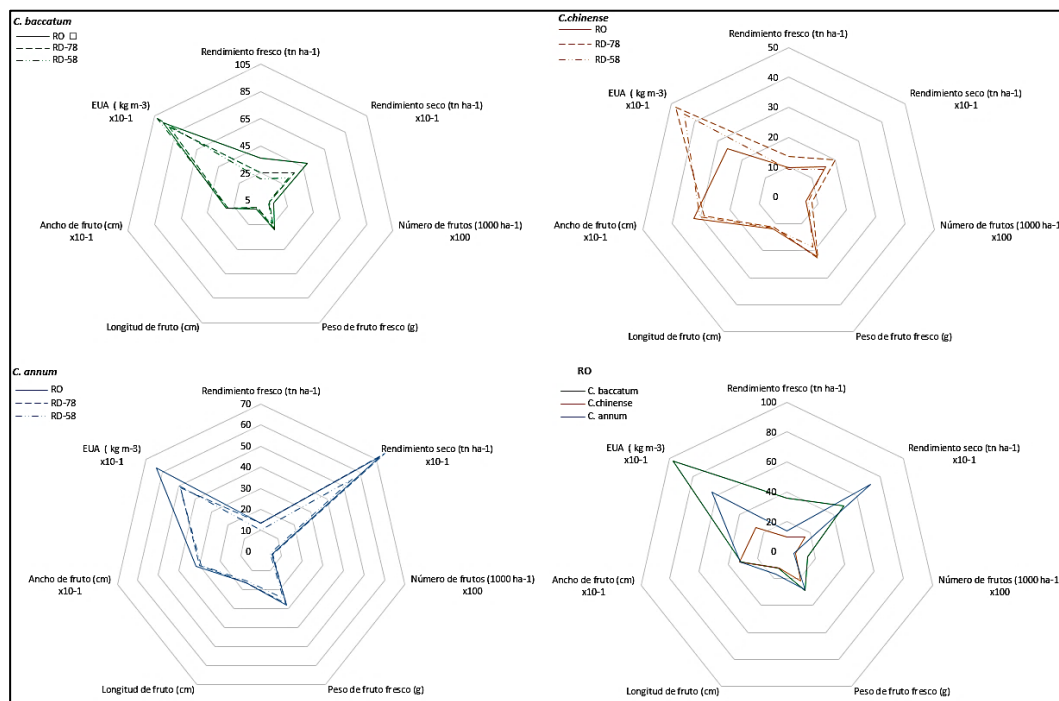 C. baccatum
RO
RD-78
RD-58
Rendimiento fresco (tn ha-1)
105
85
65
45
25
5
EUA ( kg m-3)
x10-1
Rendimiento seco (tn ha-1)
x10-1
Ancho de fruto (cm)
x10-1
Número de frutos (1000 ha-1)
x100
Longitud de fruto (cm)
Peso de fruto fresco (g)
C.chinense
RO
RD-78
RD-58
Rendimiento fresco (tn ha-1)
50
40
30
20
10
0
EUA ( kg m-3)
x10-1
Rendimiento seco (tn ha-1)
x10-1
Ancho de fruto (cm)
x10-1
Número de frutos (1000 ha-1)
x100
Longitud de fruto (cm)
Peso de fruto fresco (g)
C. annum
RO
RD-78
RD-58
Rendimiento fresco (tn ha-1)
70
60
50
40
30
20
10
0
EUA ( kg m-3)
x10-1
Rendimiento seco (tn ha-1)
x10-1
Ancho de fruto (cm)
x10-1
Número de frutos (1000 ha-1)
x100
Longitud de fruto (cm)
Peso de fruto fresco (g)
RO
C. baccatum
C.chinense
C. annum
Rendimiento fresco (tn ha-1)
100
80
60
40
20
0
EUA ( kg m-3)
x10-1
Rendimiento seco (tn ha-1)
x10-1
Ancho de fruto (cm)
x10-1
Número de frutos (1000 ha-1)
x100
Longitud de fruto (cm)
Peso de fruto fresco (g)